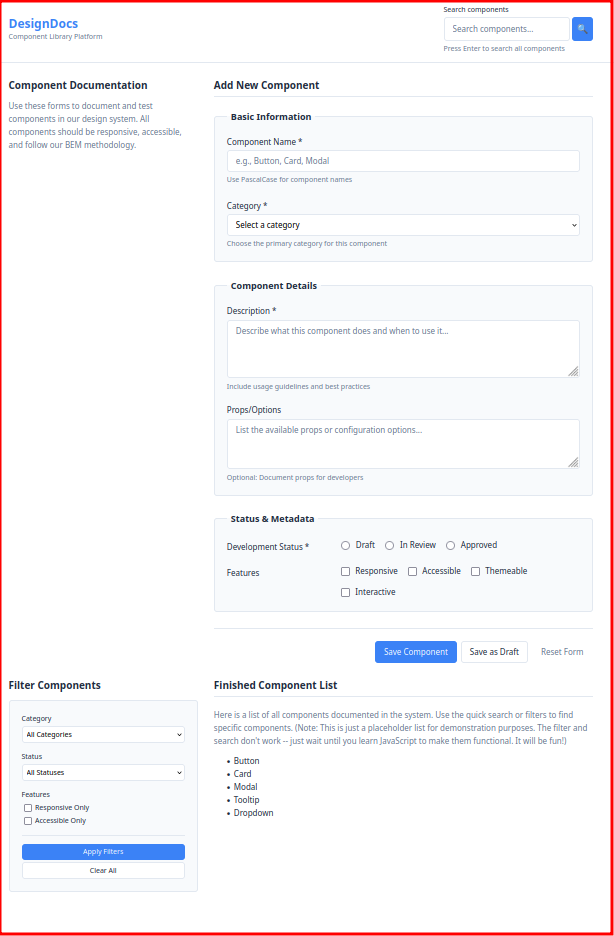 DesignDocs
Component Library Platform
Search components
Search components...
Press Enter to search all components
Component Documentation
Use these forms to document and test
components in our design system. All
components should be responsive, accessible,
and follow our BEM methodology.
Add New Component
Basic Information
Component Name *
e.g., Button, Card, Modal
Use PascalCase for component names
Category *
Select a category
Choose the primary category for this component
Component Details
Description *
Describe what this component does and when to use it...
Include usage guidelines and best practices
Props/Options
List the available props or configuration options...
Optional: Document props for developers
Status & Metadata
Development Status *
Draft
In Review
Approved
Features
Responsive
Accessible
Themeable
Interactive
Save Component
Save as Draft
Reset Form
Filter Components
Category
All Categories
Status
All Statuses
Features
Responsive Only
Accessible Only
Apply Filters
Clear All
Finished Component List
Here is a list of all components documented in the system. Use the quick search or filters to find
specific components. (Note: This is just a placeholder list for demonstration purposes. The filter and
search don't work -- just wait until you learn JavaScript to make them functional. It will be fun!)
• Button
• Card
• Modal
• Tooltip
• Dropdown